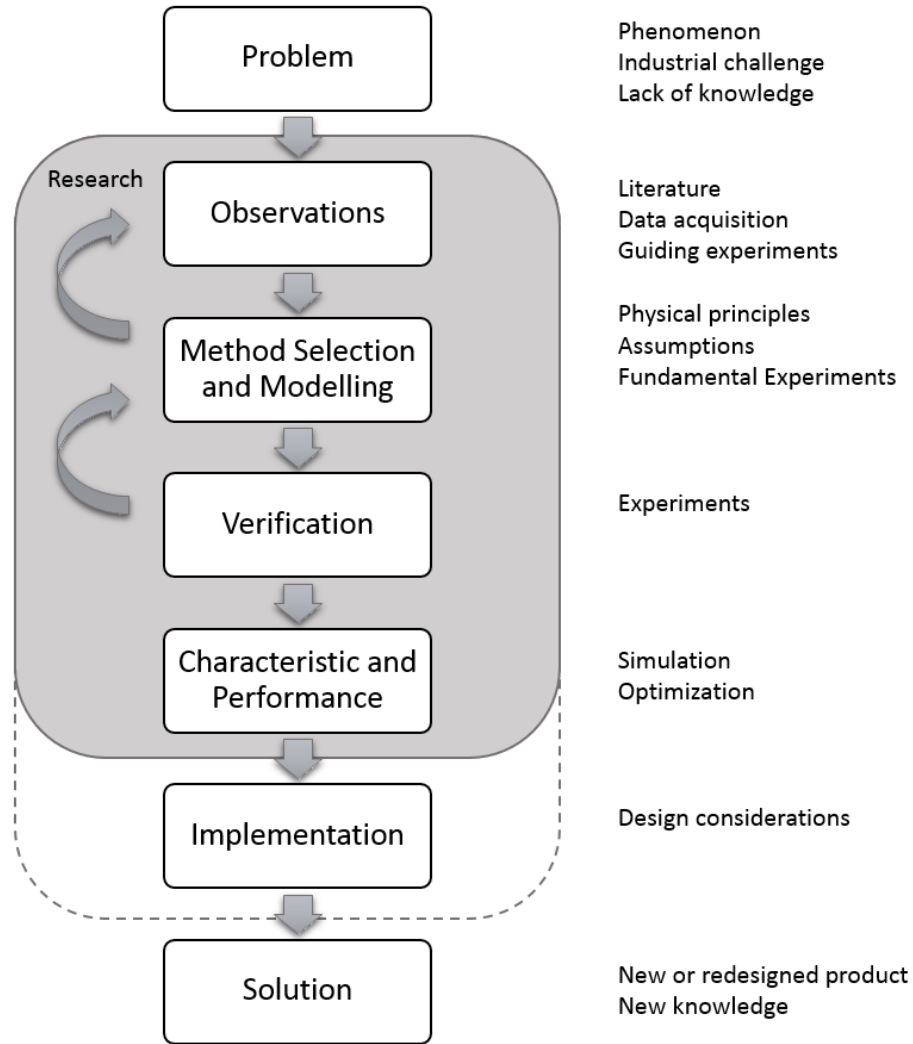 Problem
Phenomenon
Industrial challenge
Lack of knowledge
Research
Observations
Literature
Data acquisition
Guiding experiments
Method Selection
and Modelling
Physical principles
Assumptions
Fundamental Experiments
Verification
Experiments
Characteristic and
Performance
Simulation
Optimization
Implementation
Design considerations
Solution
New or redesigned product
New knowledge